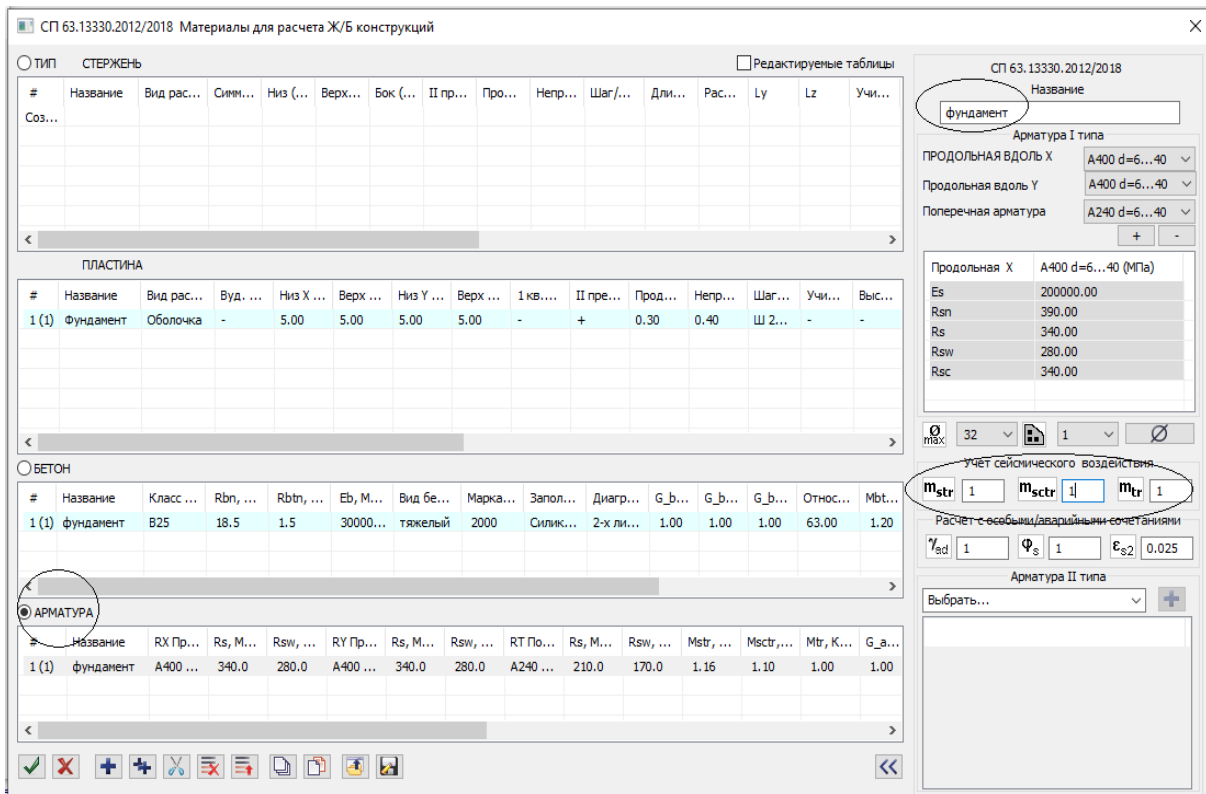 СП 63.13330.2012/2018 Материалы для расчета Ж/Б конструкций
ТИП СТЕРЖЕНЬ
Редактируемые таблицы
# Название Вид рас... Симм... Низ (... Верх... Бок (... II пр... Про... Непр... Шаг/... Дли... Рас... Ly Lz Учи...
Соз...
ПЛАСТИНА
# Название Вид рас... Вуд. ... Низ X ... Верх ... Низ Y ... Верх ... 1 кв.... II пре... Прод... Непр... Шаг... Учи... Выс...
1 (1) Фундамент Оболочка - 5.00 5.00 5.00 5.00 - + 0.30 0.40 Ш 2... - -
БЕТОН
# Название Класс ... Rbn, ... Rbtn, ... Eb, М... Вид бе... Марка... Запол... Диагр... G_b... G_b... G_b... Относ... Mbt...
1 (1) фундамент B25 18.5 1.5 30000... тяжелый 2000 Силик... 2-х ли... 1.00 1.00 1.00 63.00 1.20
АРМАТУРА
# Название RX Пр... Rs, М... Rsw, ... RY Пр... Rs, М... Rsw, ... RT По... Rs, М... Rsw, ... Mstr, ... Msctr,... Mtr, К... G_a...
1 (1) фундамент A400 ... 340.0 280.0 A400 ... 340.0 280.0 A240 ... 210.0 170.0 1.16 1.10 1.00 1.00
СП 63.13330.2012/2018
Название
фундамент
Арматура I типа
ПРОДОЛЬНАЯ ВДОЛЬ X A400 d=6...40
Продольная вдоль Y A400 d=6...40
Поперечная арматура A240 d=6...40
+ -
Продольная X A400 d=6...40 (МПа)
Es 200000.00
Rsn 390.00
Rs 340.00
Rsw 280.00
Rsc 340.00
Ø max 32 1 Ø
Учет сейсмического воздействия
mstr 1 msctr 1 mtr 1
Расчет с особыми/аварийными сочетаниями
γad 1 φs 1 εs2 0.025
Арматура II типа
Выбрать...